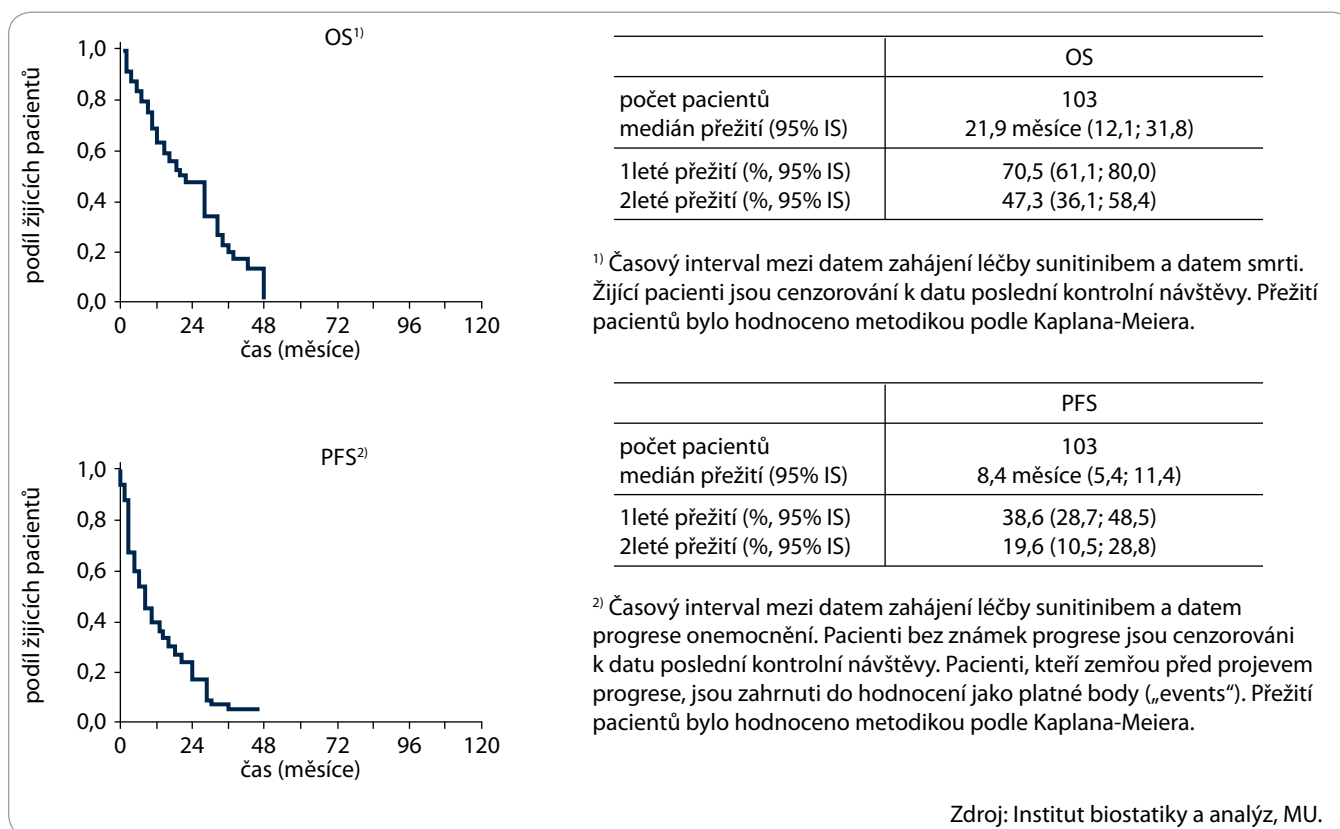 OS1)
podíl žijících pacientů
1,0
0,8
0,6
0,4
0,2
0,0
0 24 48 72 96 120
čas (měsíce)
OS
počet pacientů 103
medián přežití (95% IS) 21,9 měsíce (12,1; 31,8)
1leté přežití (%, 95% IS) 70,5 (61,1; 80,0)
2leté přežití (%, 95% IS) 47,3 (36,1; 58,4)
1) Časový interval mezi datem zahájení léčby sunitinibem a datem smrti.
Žijící pacienti jsou cenzorování k datu poslední kontrolní návštěvy. Přežití
pacientů bylo hodnoceno metodikou podle Kaplana-Meiera.
PFS2)
podíl žijících pacientů
1,0
0,8
0,6
0,4
0,2
0,0
0 24 48 72 96 120
čas (měsíce)
PFS
počet pacientů 103
medián přežití (95% IS) 8,4 měsíce (5,4; 11,4)
1leté přežití (%, 95% IS) 38,6 (28,7; 48,5)
2leté přežití (%, 95% IS) 19,6 (10,5; 28,8)
2) Časový interval mezi datem zahájení léčby sunitinibem a datem
progrese onemocnění. Pacienti bez známek progrese jsou cenzorováni
k datu poslední kontrolní návštěvy. Pacienti, kteří zemřou před projevem
progrese, jsou zahrnuti do hodnocení jako platné body („events“). Přežití
pacientů bylo hodnoceno metodikou podle Kaplana-Meiera.
Zdroj: Institut biostatiky a analýz, MU.